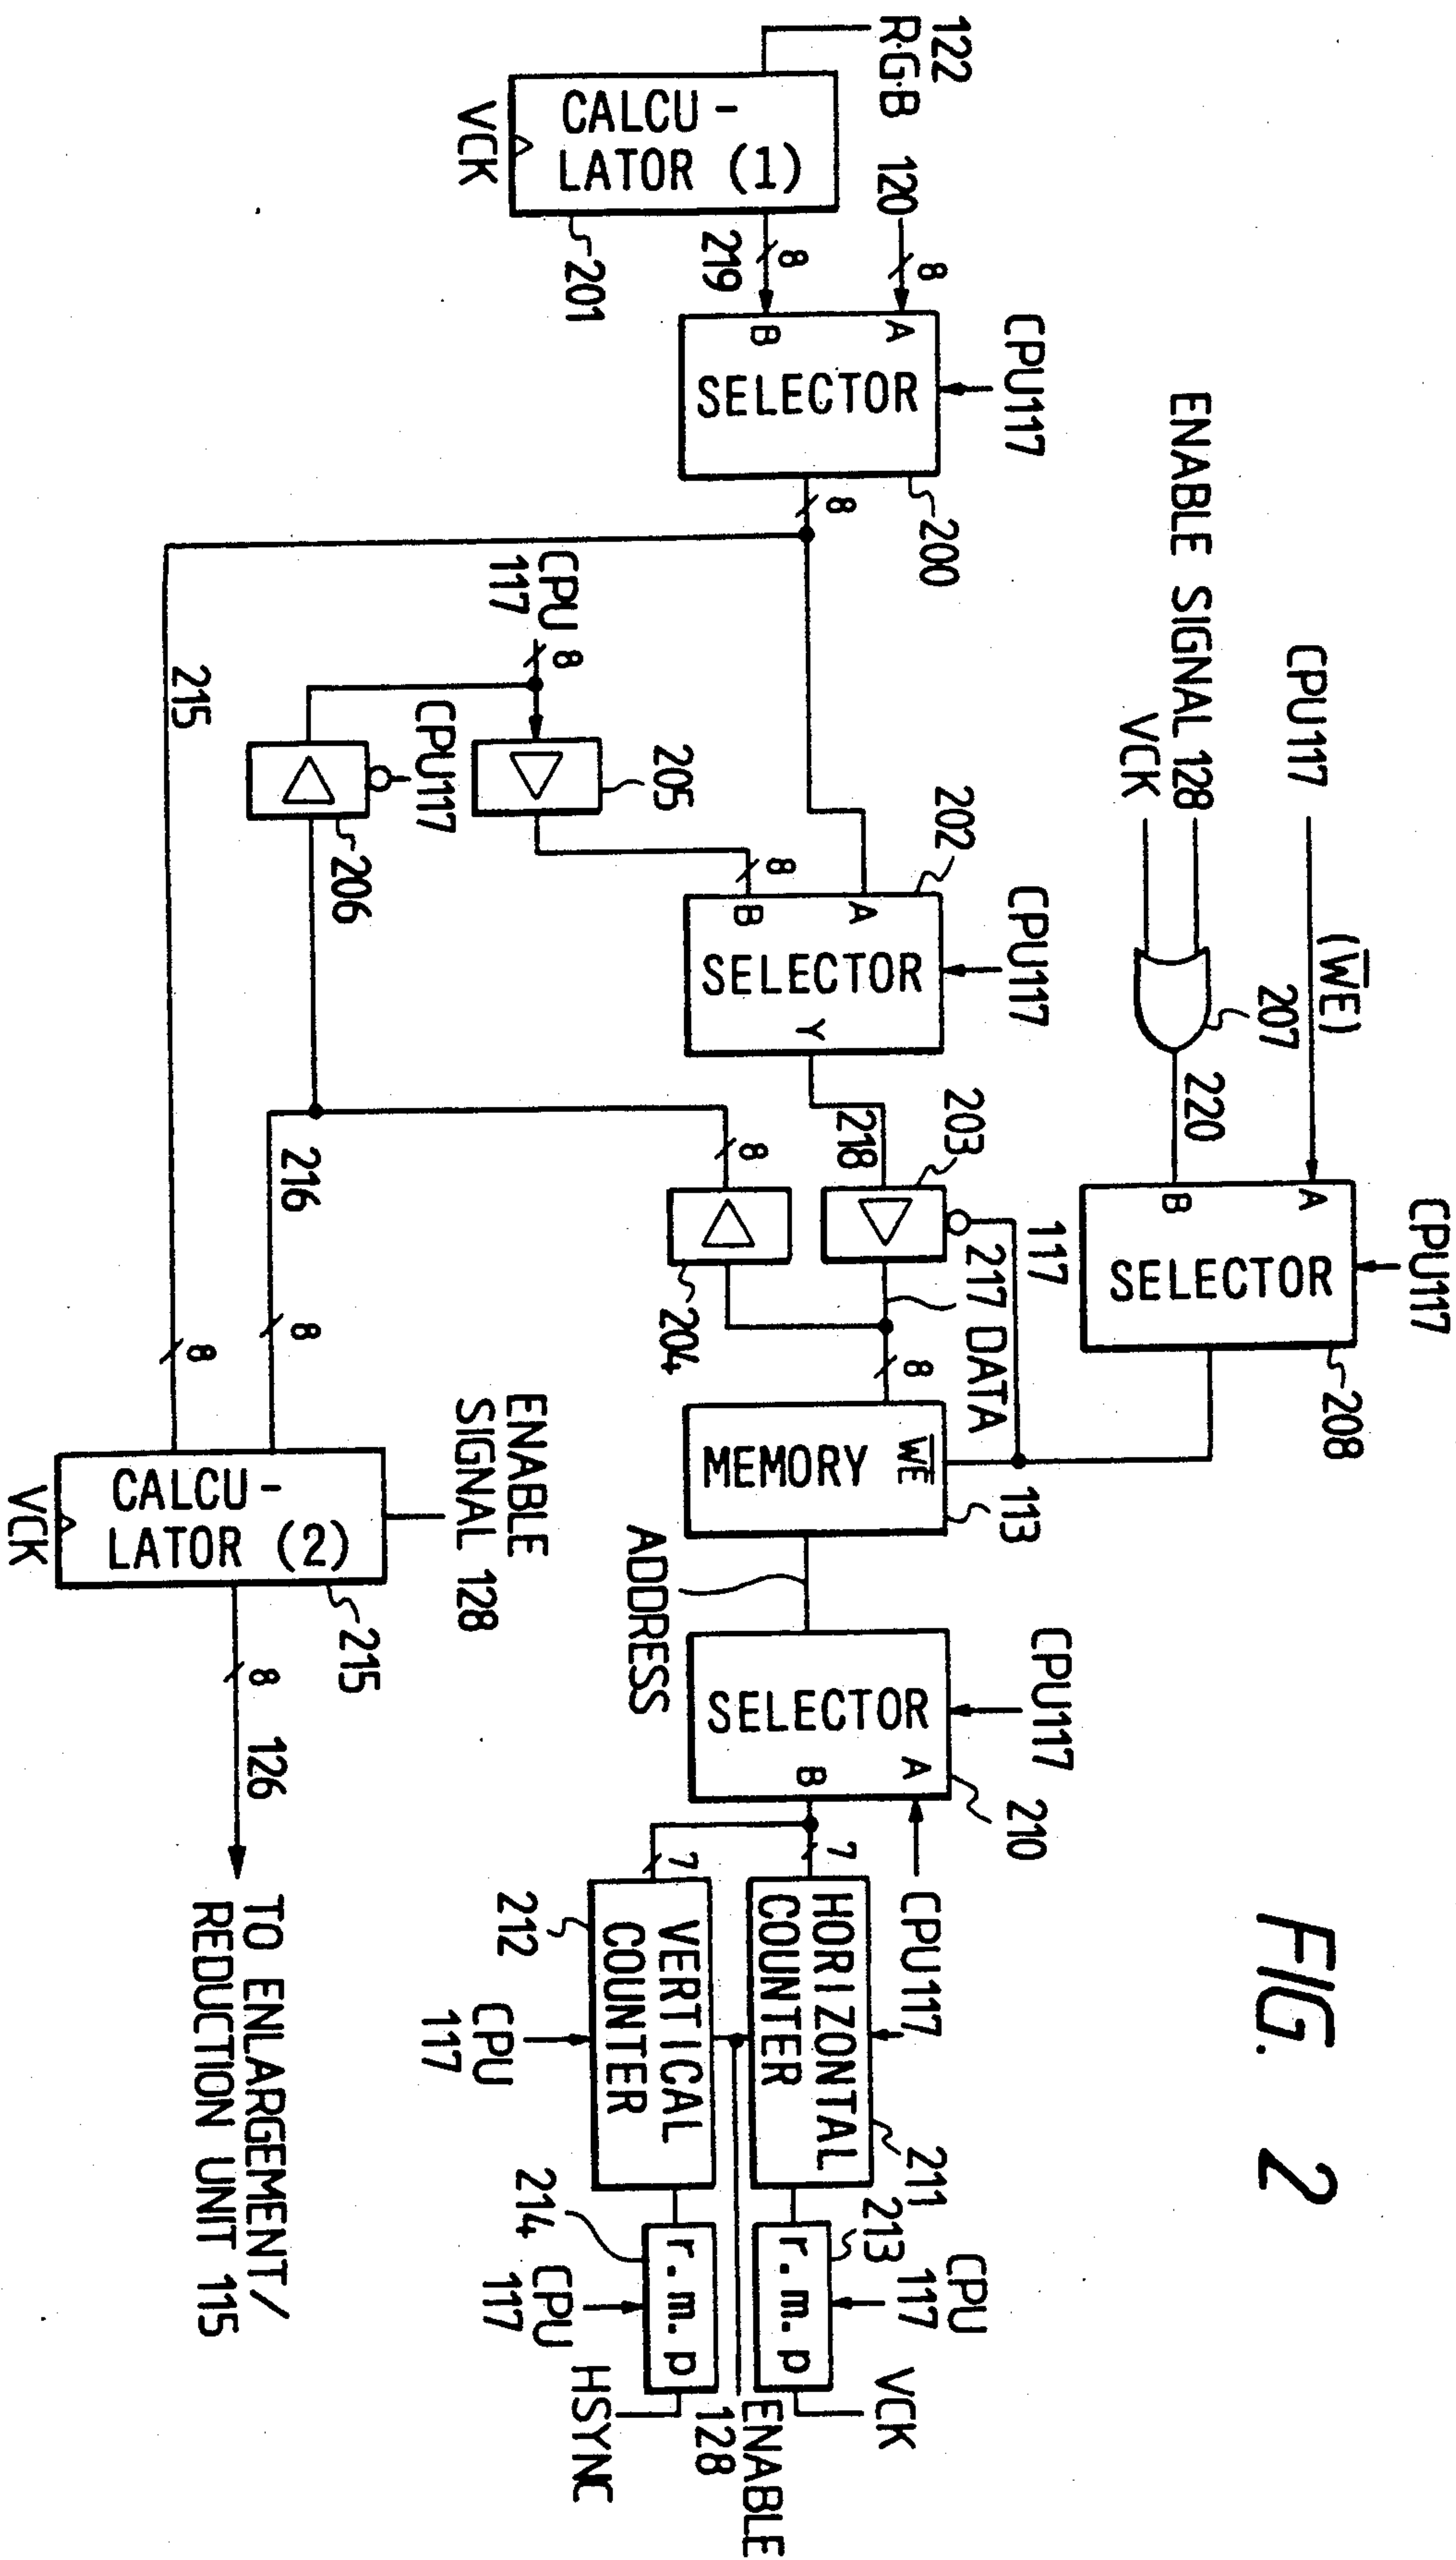 FIG. 2
CPU117
CPU117
(WE)
A
B
SELECTOR
208
ENABLE SIGNAL 128
VCK
207
220
122
R·G·B
120
8
CALCU-
LATOR (1)
VCK
201
219
8
CPU117
A
B
SELECTOR
200
8
CPU117
202
A
B
SELECTOR
Y
8
203
218
117
217 DATA
8
204
8
WE
MEMORY
113
ADDRESS
CPU117
SELECTOR
A
B
210
CPU117
7
HORIZONTAL
COUNTER
211
213
CPU
117
r.m.p
VCK
7
VERTICAL
COUNTER
212
CPU
117
214
r.m.p
CPU
117
HSYNC
ENABLE
128
CPU
117
8
205
CPU117
206
215
216
8
8
ENABLE
SIGNAL 128
CALCU-
LATOR (2)
VCK
215
8
126
TO ENLARGEMENT/
REDUCTION UNIT 115